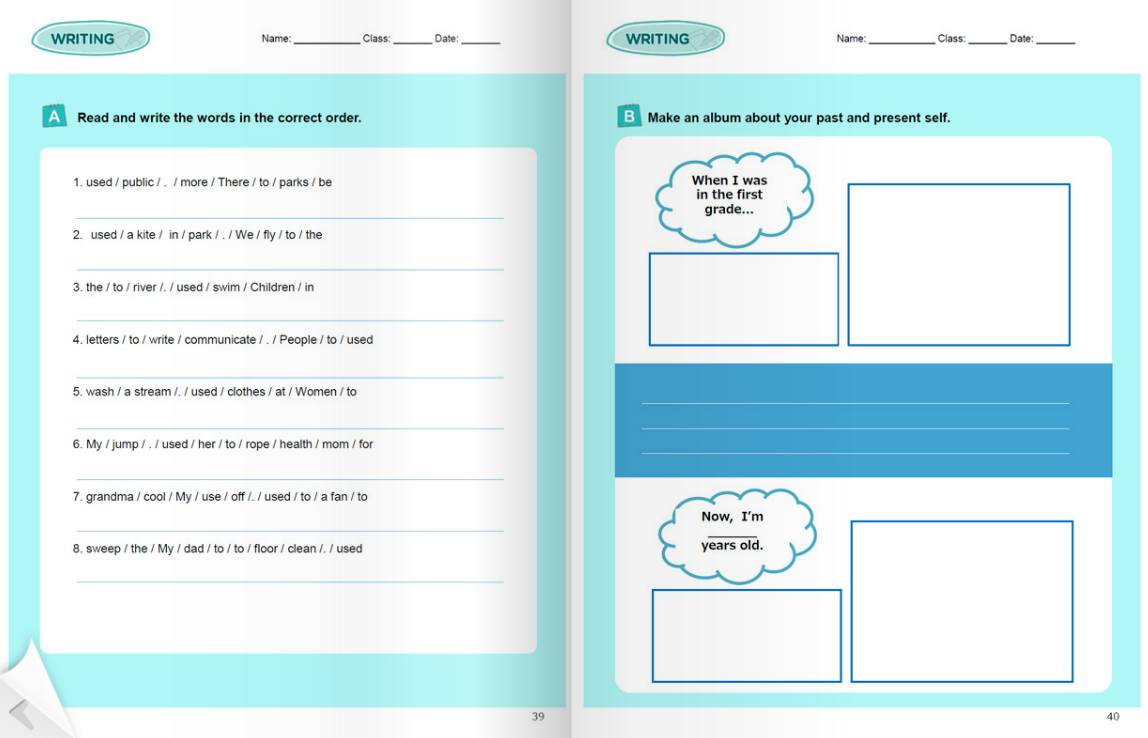 WRITING
Name: __________ Class: ______ Date: ______
A Read and write the words in the correct order.
1. used / public / . / more / There / to / parks / be
2. used / a kite / in / park / . / We / fly / to / the
3. the / to / river /. / used / swim / Children / in
4. letters / to / write / communicate / . / People / to / used
5. wash / a stream /. / used / clothes / at / Women / to
6. My / jump / . / used / her / to / rope / health / mom / for
7. grandma / cool / My / use / off /. / used / to / a fan / to
8. sweep / the / My / dad / to / to / floor / clean /. / used
39
WRITING
Name: __________ Class: ______ Date: ______
B Make an album about your past and present self.
When I was
in the first
grade...
Now, I'm
_______
years old.
40